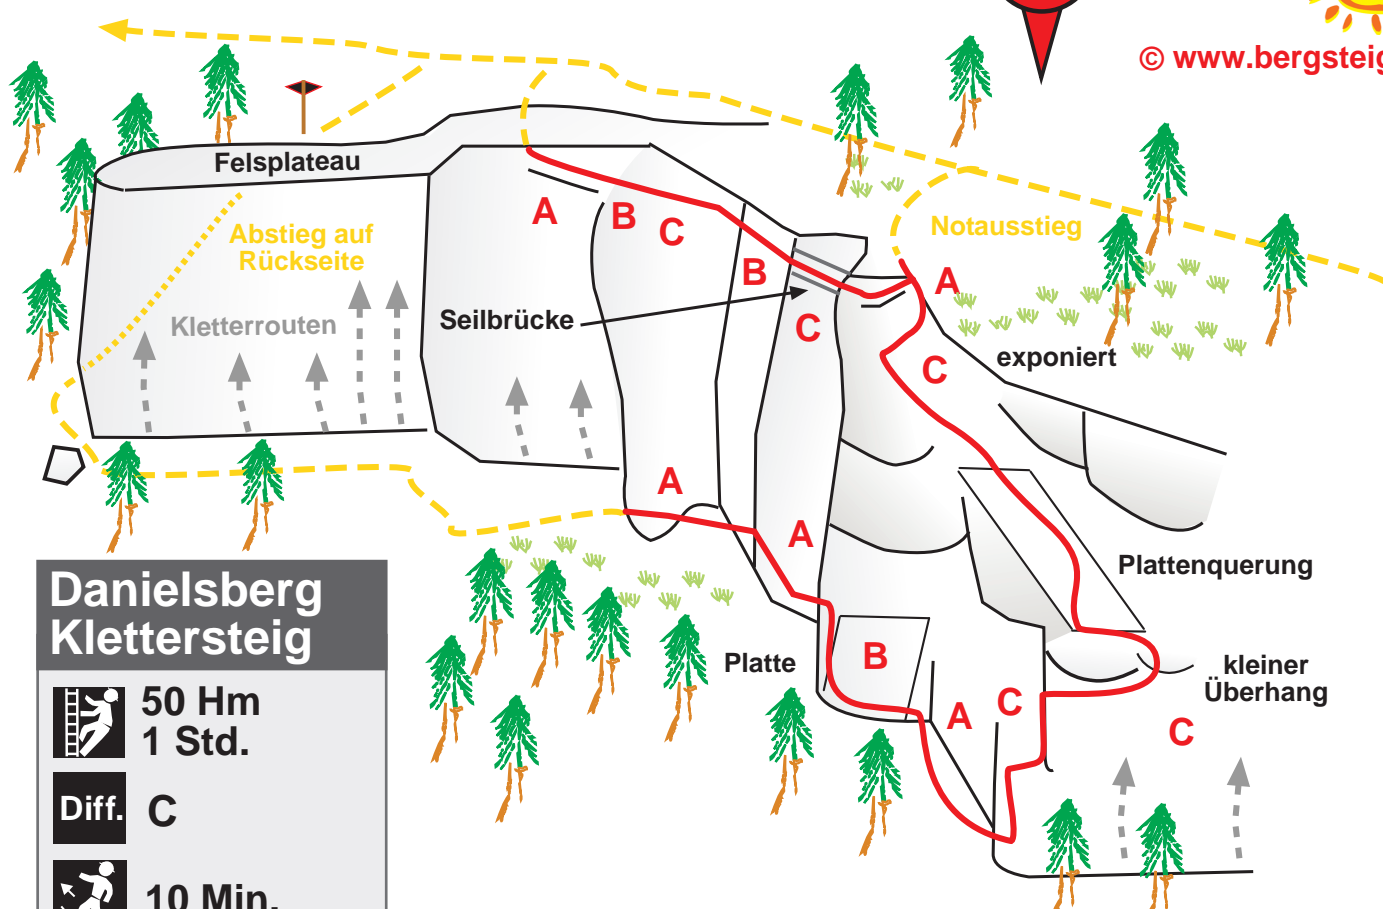 © www.bergsteig
Felsplateau
Abstieg auf
Rückseite
Notausstieg
Kletterrouten
Seilbrücke
exponiert
A
B
C
B
C
A
C
A
A
Plattenquerung
Platte
B
A
C
kleiner
Überhang
C
Danielsberg
Klettersteig
50 Hm
1 Std.
Diff. C
10 Min.